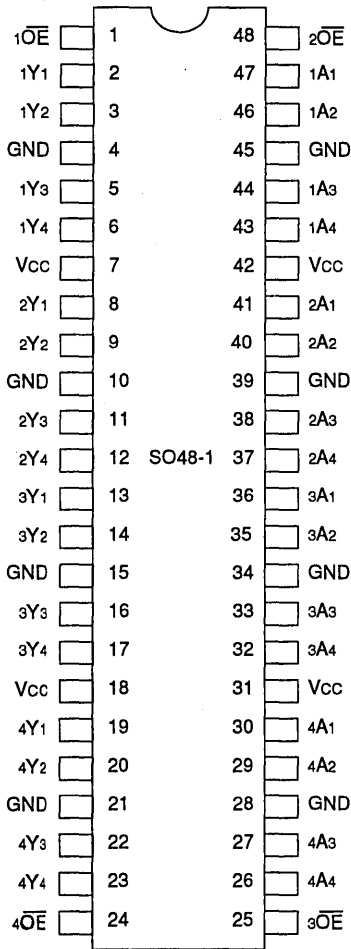 1O̅E̅ 1 48 2O̅E̅
1Y1 2 47 1A1
1Y2 3 46 1A2
GND 4 45 GND
1Y3 5 44 1A3
1Y4 6 43 1A4
VCC 7 42 VCC
2Y1 8 41 2A1
2Y2 9 40 2A2
GND 10 39 GND
2Y3 11 38 2A3
2Y4 12 SO48-1 37 2A4
3Y1 13 36 3A1
3Y2 14 35 3A2
GND 15 34 GND
3Y3 16 33 3A3
3Y4 17 32 3A4
VCC 18 31 VCC
4Y1 19 30 4A1
4Y2 20 29 4A2
GND 21 28 GND
4Y3 22 27 4A3
4Y4 23 26 4A4
4O̅E̅ 24 25 3O̅E̅